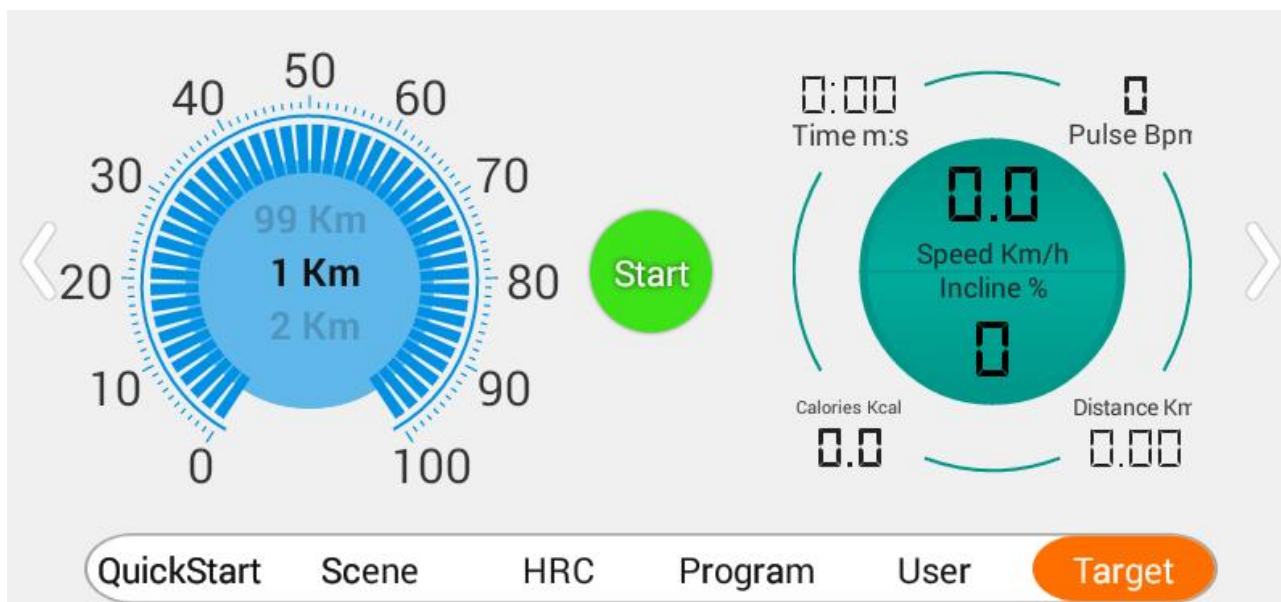 50
40
60
30
70
20
80
10
90
0
100
99 Km
1 Km
2 Km
Start
0:00
Time m:s
0
Pulse Bpm
0.0
Speed Km/h
Incline %
0
Calories Kcal
0.0
Distance Km
0.00
QuickStart Scene HRC Program User Target